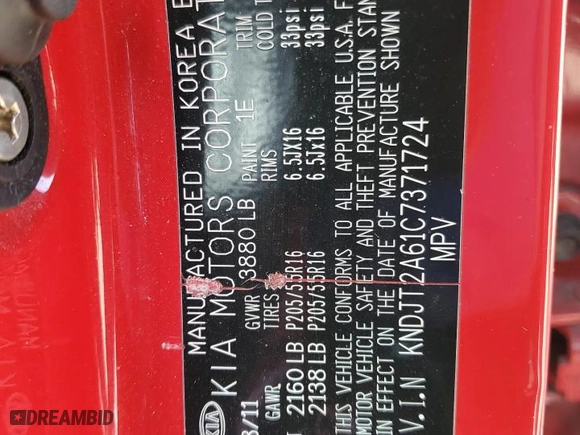 MANUFACTURED IN KOREA
KIA MOTORS CORPORAT
/11 GVWR 3880 LB PAINT 1E TRIM
GAWR TIRES RIMS COLD T
2160 LB P205/55R16 6.5JX16 33psi
2138 LB P205/55R16 6.5JX16 33psi
THIS VEHICLE CONFORMS TO ALL APPLICABLE U.S.A. F
MOTOR VEHICLE SAFETY AND THEFT PREVENTION STAN
IN EFFECT ON THE DATE OF MANUFACTURE SHOWN
V.I.N KNDJT2A61C7371724
MPV
KIA
DREAMBID